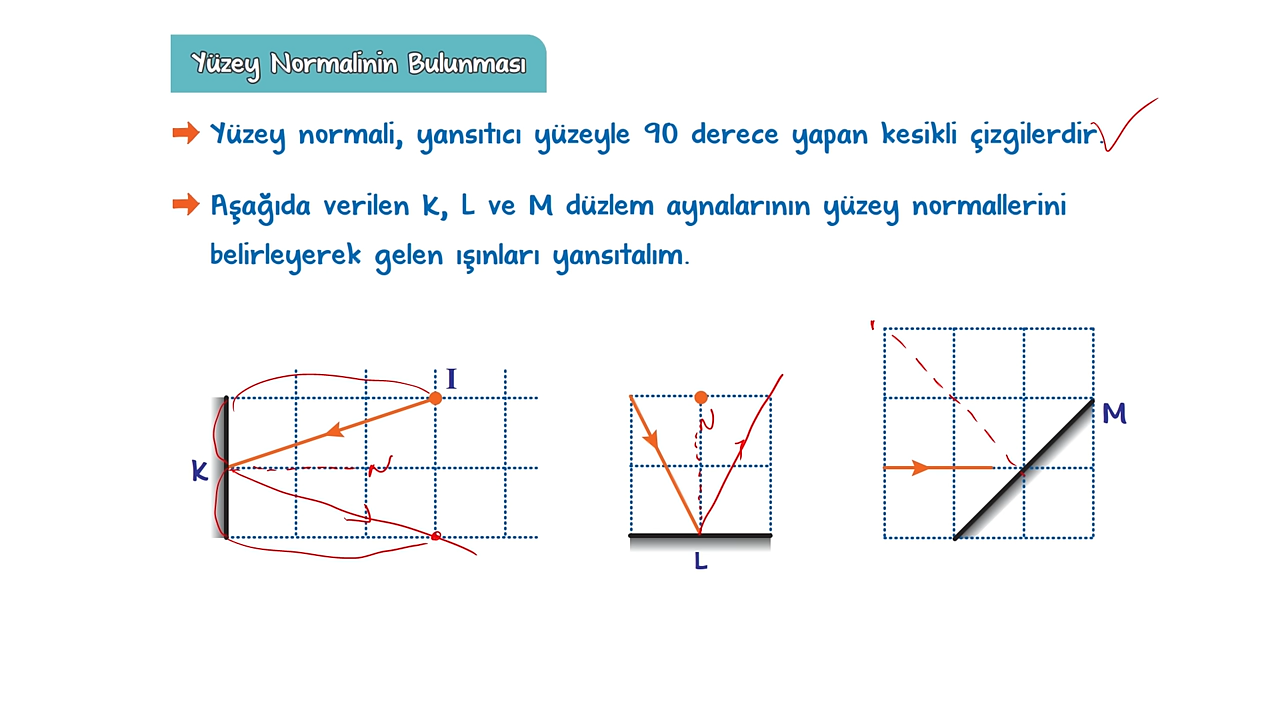 Yüzey Normalinin Bulunması
Yüzey normali, yansıtıcı yüzeyle 90 derece yapan kesikli çizgilerdir.
Aşağıda verilen K, L ve M düzlem aynalarının yüzey normallerini
belirleyerek gelen ışınları yansıtalım.
I
K
N
N
L
M